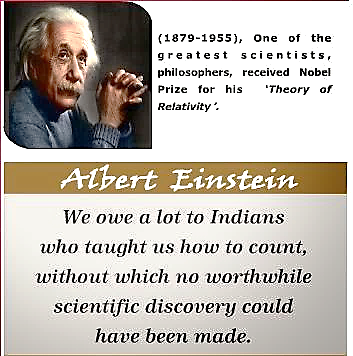 (1879-1955), One of the
greatest scientists,
philosophers, received Nobel
Prize for his 'Theory of
Relativity'.
Albert Einstein
We owe a lot to Indians
who taught us how to count,
without which no worthwhile
scientific discovery could
have been made.